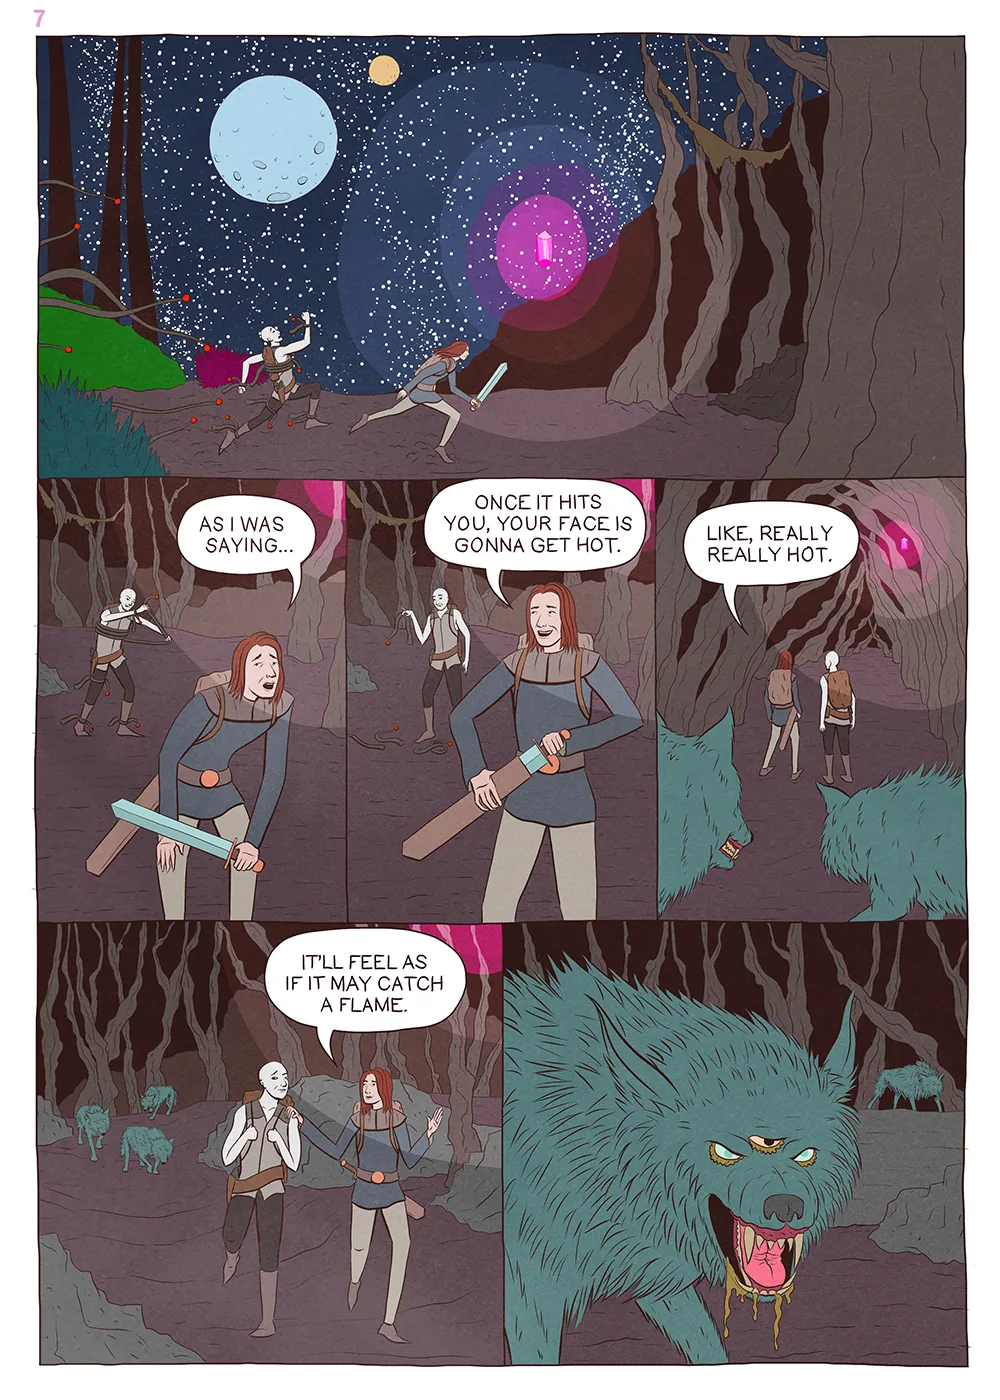 7
AS I WAS
SAYING...
ONCE IT HITS
YOU, YOUR FACE IS
GONNA GET HOT.
LIKE, REALLY
REALLY HOT.
IT'LL FEEL AS
IF IT MAY CATCH
A FLAME.